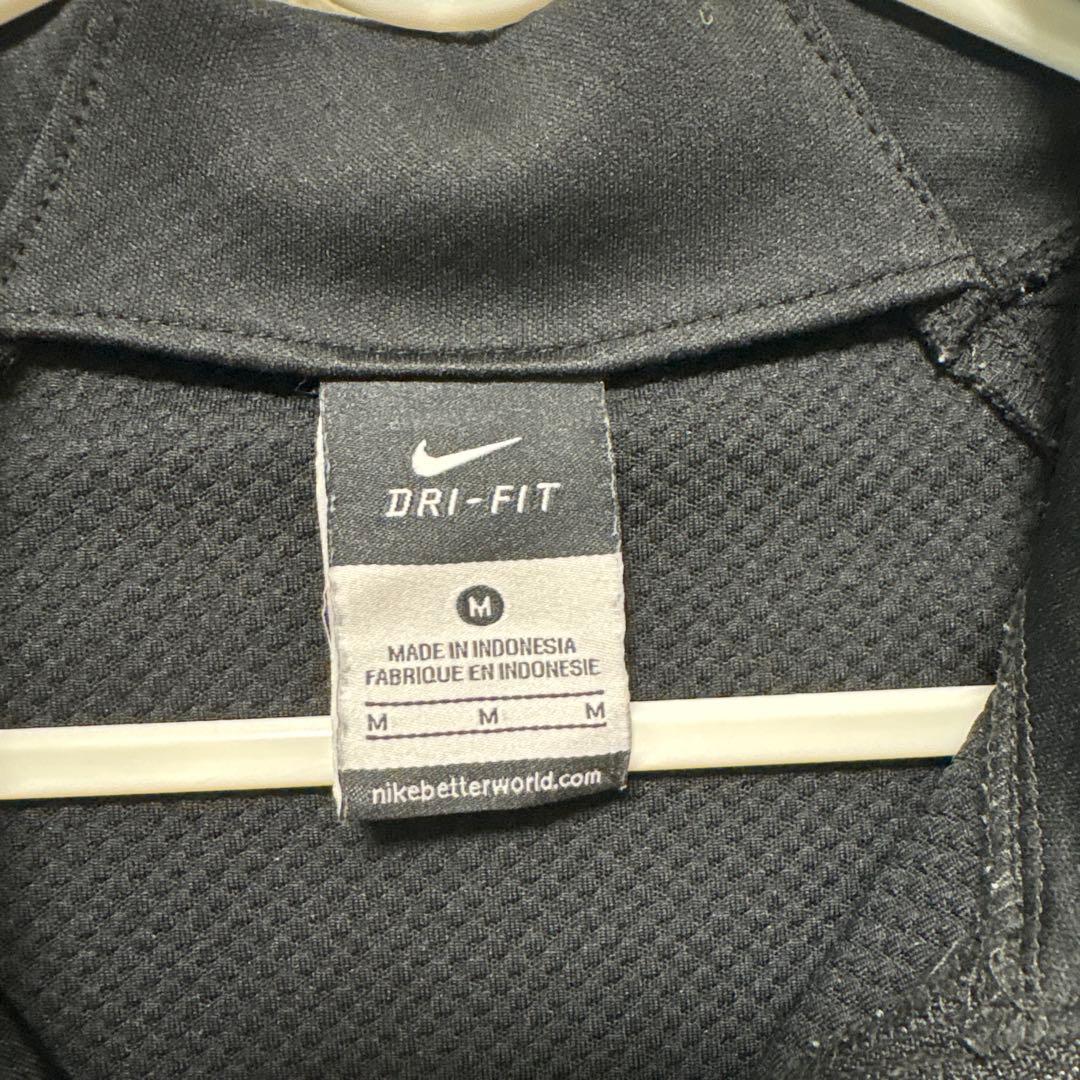 DRI-FIT
M
MADE IN INDONESIA
FABRIQUE EN INDONESIE
M M M
nikebetterworld.com